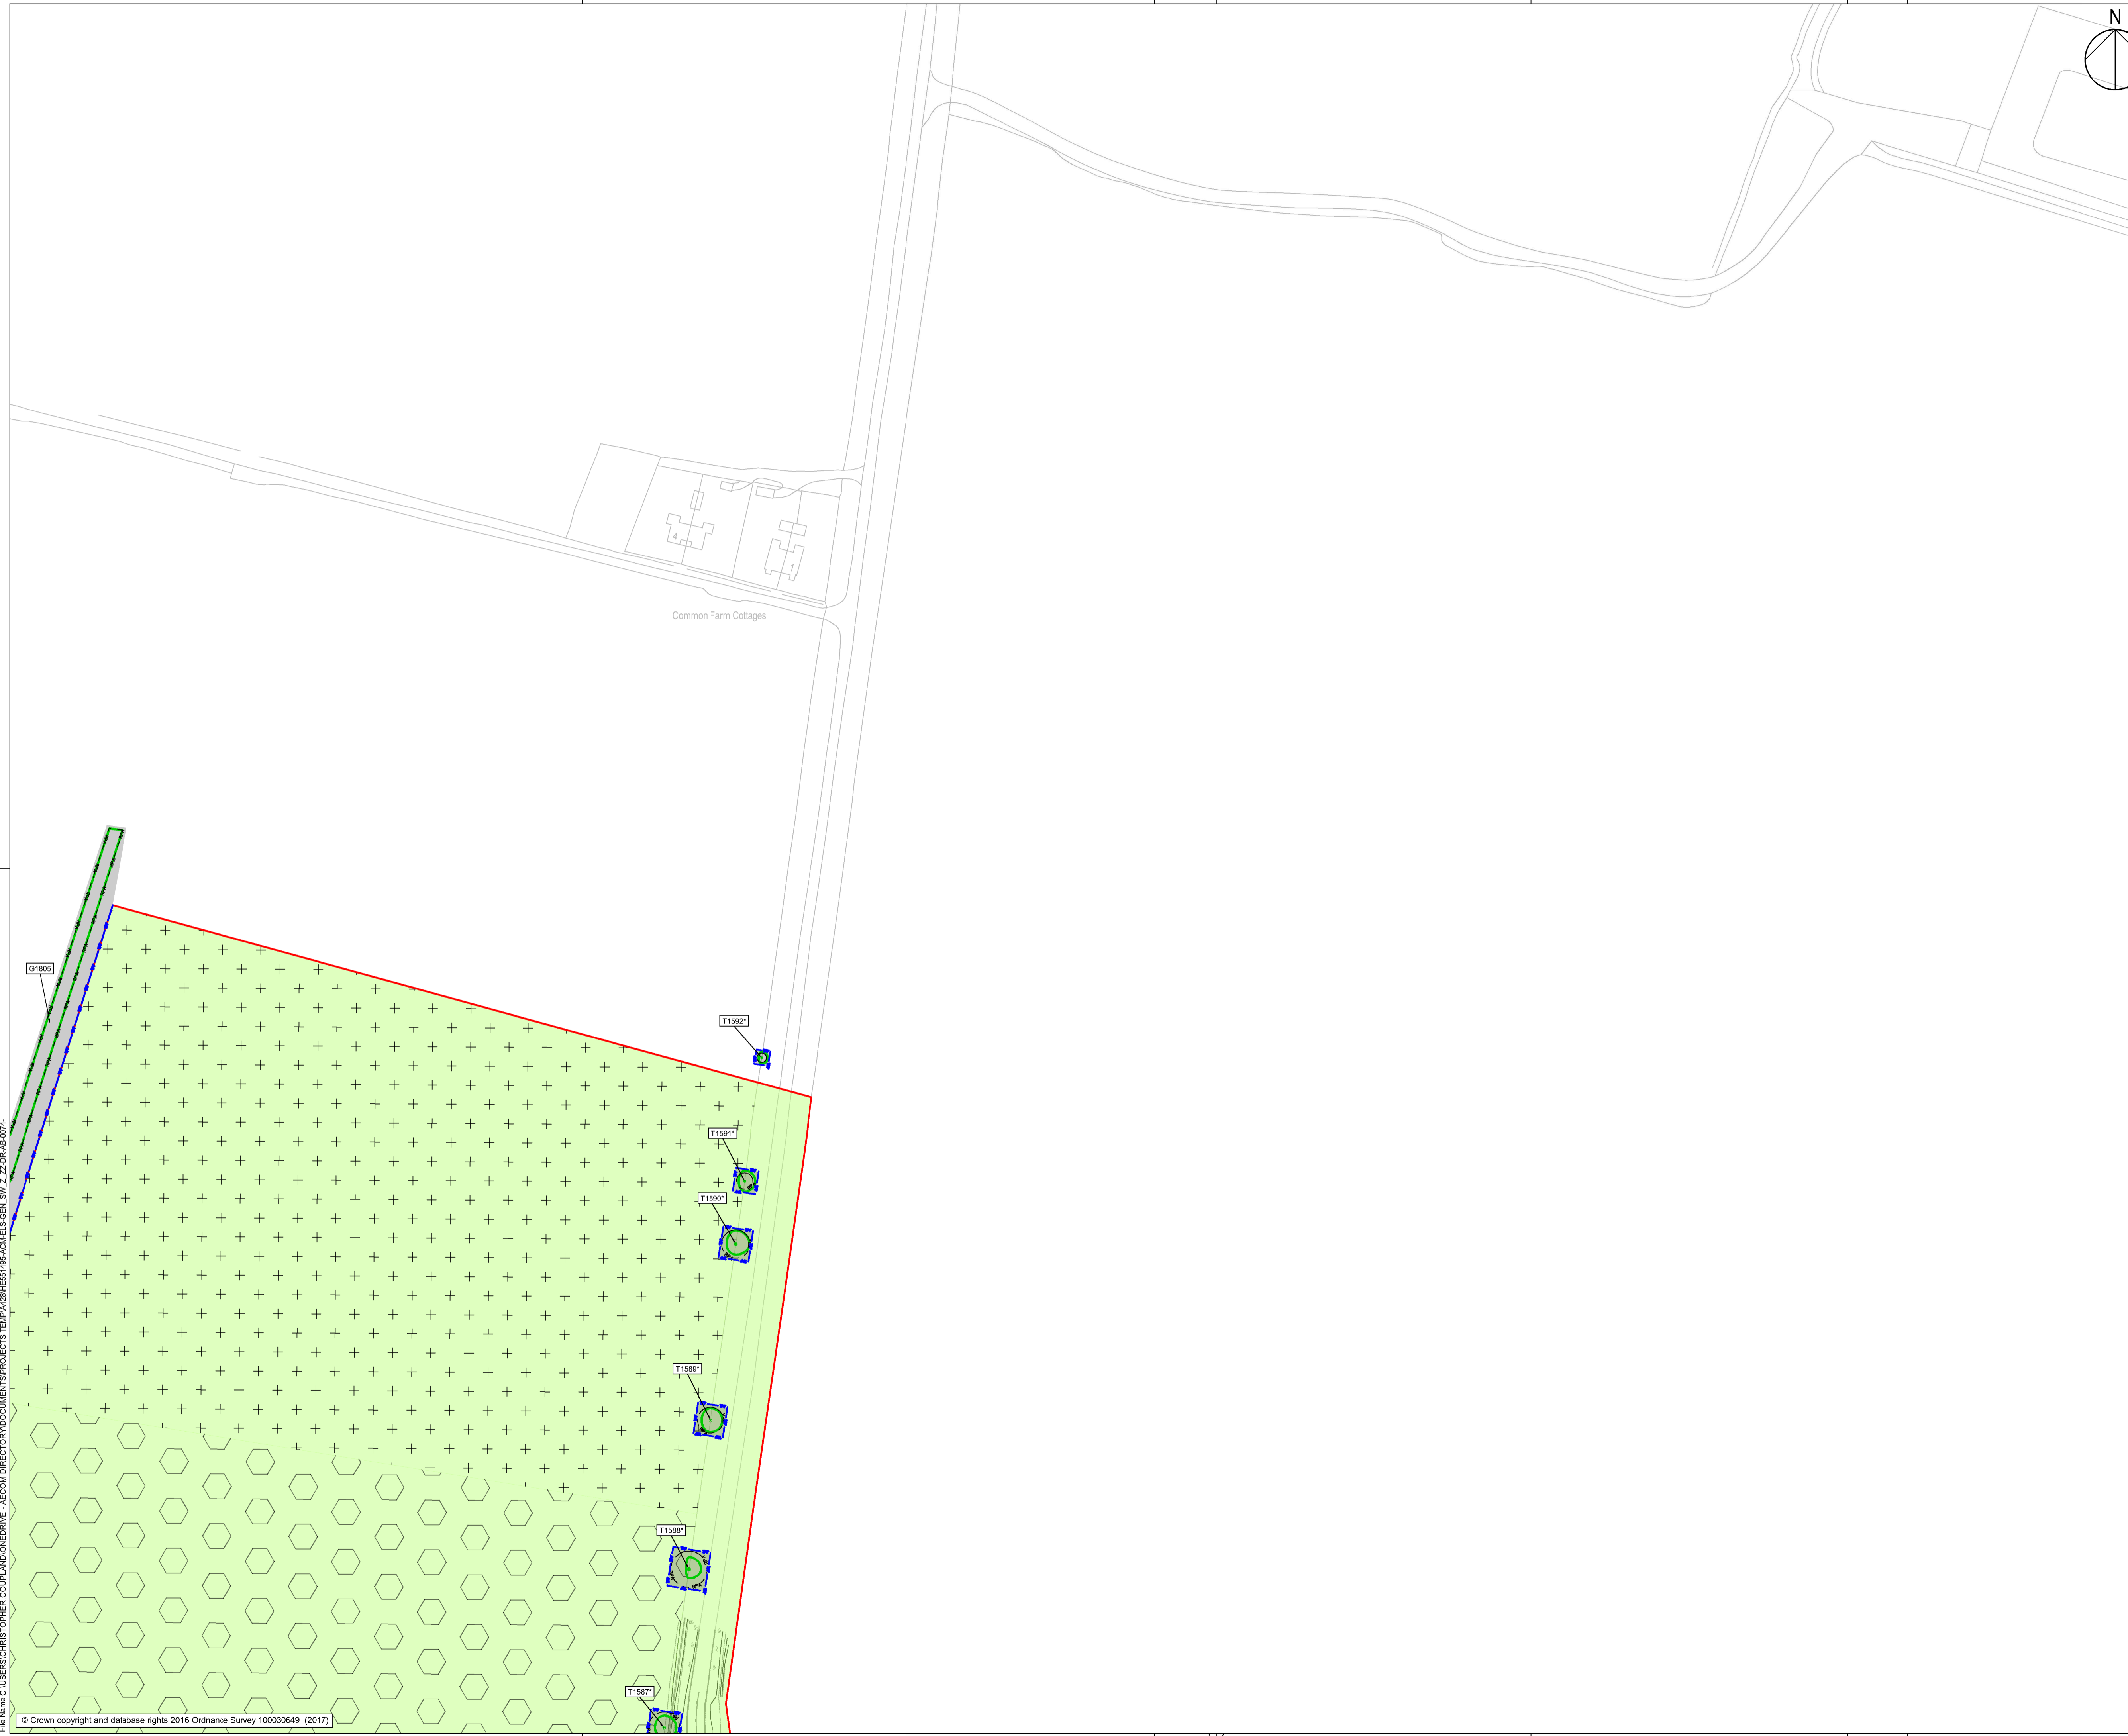 N
4
1
Common Farm Cottages
G1805
T1592*
T1591*
T1590*
T1589*
T1588*
T1587*
© Crown copyright and database rights 2016 Ordnance Survey 100030649 (2017)
File Name C:\USERS\CHRISTOPHER.COUPLAND\ONEDRIVE - AECOM DIRECTORY\DOCUMENTS\PROJECTS TEMP\A428\HE551495-ACM-ELS-GEN_SW_Z_ZZ-DR-AB-0074-